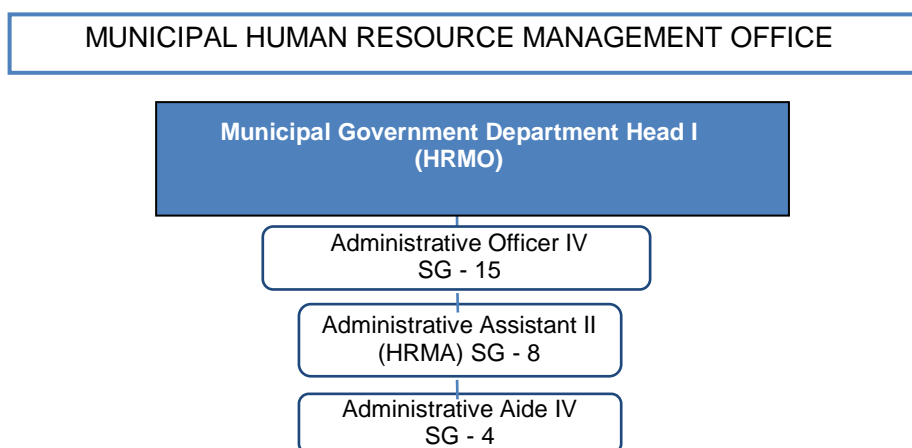 MUNICIPAL HUMAN RESOURCE MANAGEMENT OFFICE
Municipal Government Department Head I
(HRMO)
Administrative Officer IV
SG - 15
Administrative Assistant II
(HRMA) SG - 8
Administrative Aide IV
SG - 4